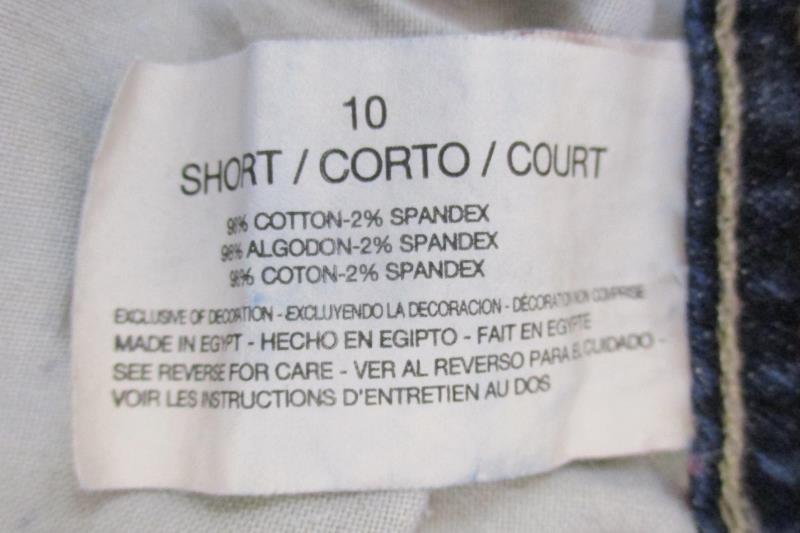 10
SHORT / CORTO / COURT
98% COTTON-2% SPANDEX
98% ALGODON-2% SPANDEX
98% COTON-2% SPANDEX
EXCLUSIVE OF DECORATION - EXCLUYENDO LA DECORACION - DÉCORATION NON COMPRISE
MADE IN EGYPT - HECHO EN EGIPTO - FAIT EN EGYPTE
SEE REVERSE FOR CARE - VER AL REVERSO PARA EL CUIDADO -
VOIR LES INSTRUCTIONS D'ENTRETIEN AU DOS